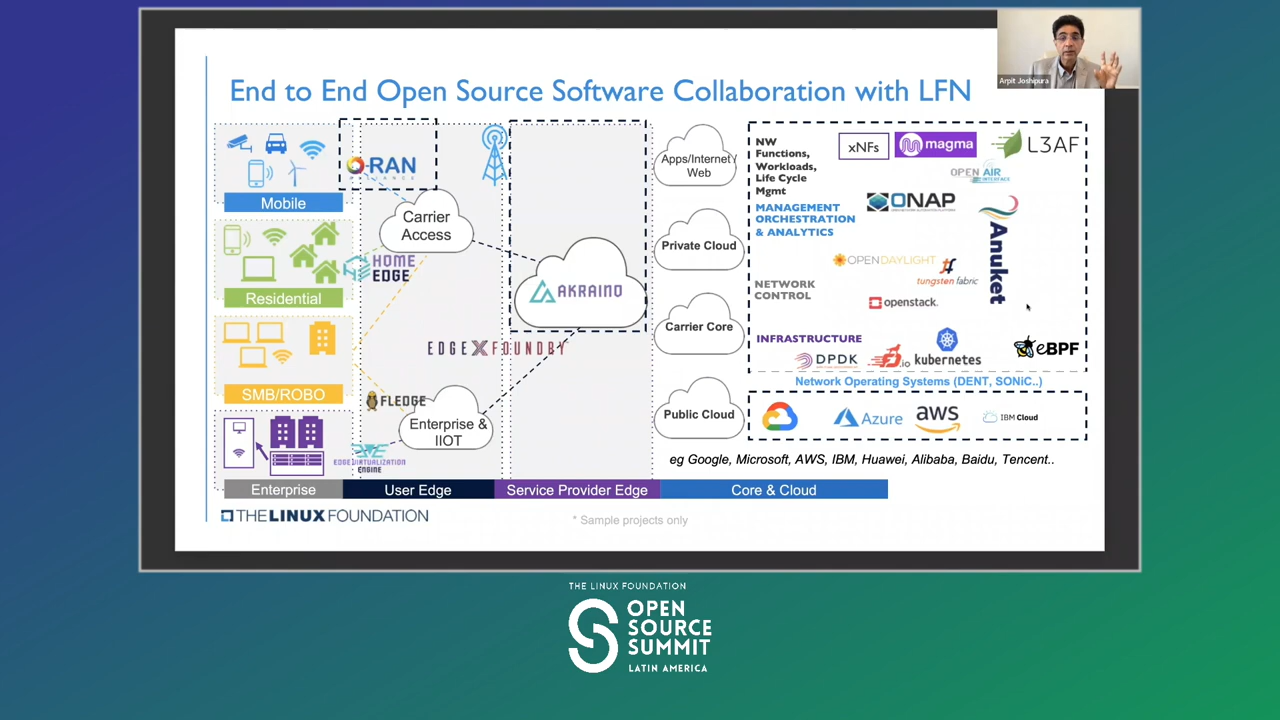 Arpit Joshipura
End to End Open Source Software Collaboration with LFN
Mobile
Residential
SMB/ROBO
Enterprise
O-RAN
ALLIANCE
Carrier
Access
HOME
EDGE
EDGE X FOUNDRY
FLEDGE
Enterprise &
IIOT
EVE
EDGE VIRTUALIZATION
ENGINE
User Edge
AKRAINO
Service Provider Edge
Apps/Internet/
Web
Private Cloud
Carrier Core
Public Cloud
Core & Cloud
NW
Functions,
Workloads,
Life Cycle
Mgmt
xNFs
magma
L3AF
OPEN AIR
INTERFACE
MANAGEMENT
ORCHESTRATION
& ANALYTICS
ONAP
Anuket
OPENDAYLIGHT
tungsten fabric
NETWORK
CONTROL
openstack.
INFRASTRUCTURE
DPDK
.io
kubernetes
eBPF
Network Operating Systems (DENT, SONiC..)
Azure
aws
IBM Cloud
eg Google, Microsoft, AWS, IBM, Huawei, Alibaba, Baidu, Tencent..
THE LINUX FOUNDATION
* Sample projects only
THE LINUX FOUNDATION
OPEN
SOURCE
SUMMIT
LATIN AMERICA